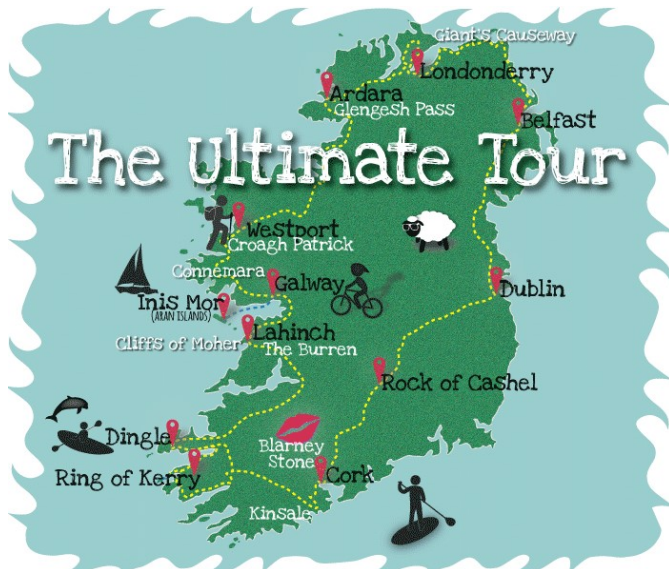 Giant's Causeway
Londonderry
Ardara
Glengesh Pass
Belfast
The Ultimate Tour
Westport
Croagh Patrick
Connemara
Galway
Inis Mor
(ARAN ISLANDS)
Dublin
Lahinch
Cliffs of Moher
The Burren
Rock of Cashel
Dingle
Blarney
Stone
Ring of Kerry
Cork
Kinsale